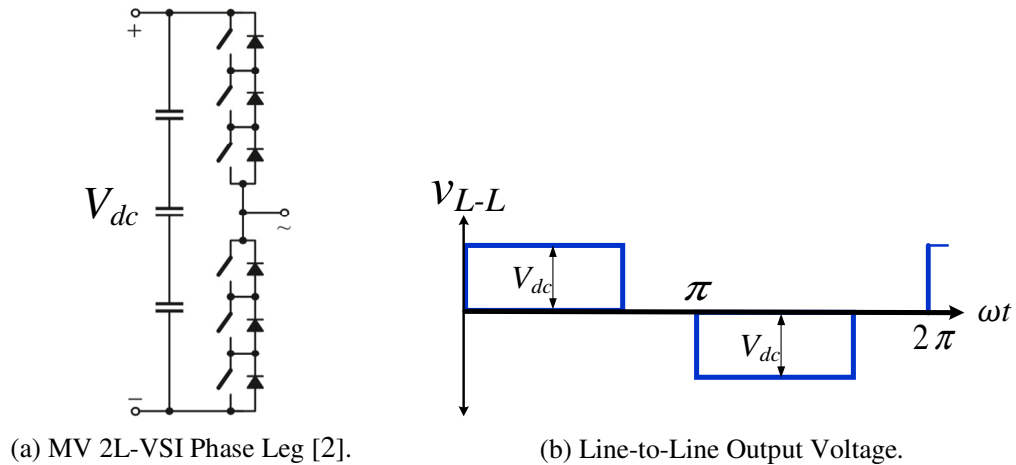 +
V_dc
~
−
(a) MV 2L-VSI Phase Leg [2].
v_L-L
V_dc
π
ωt
V_dc
2π
(b) Line-to-Line Output Voltage.